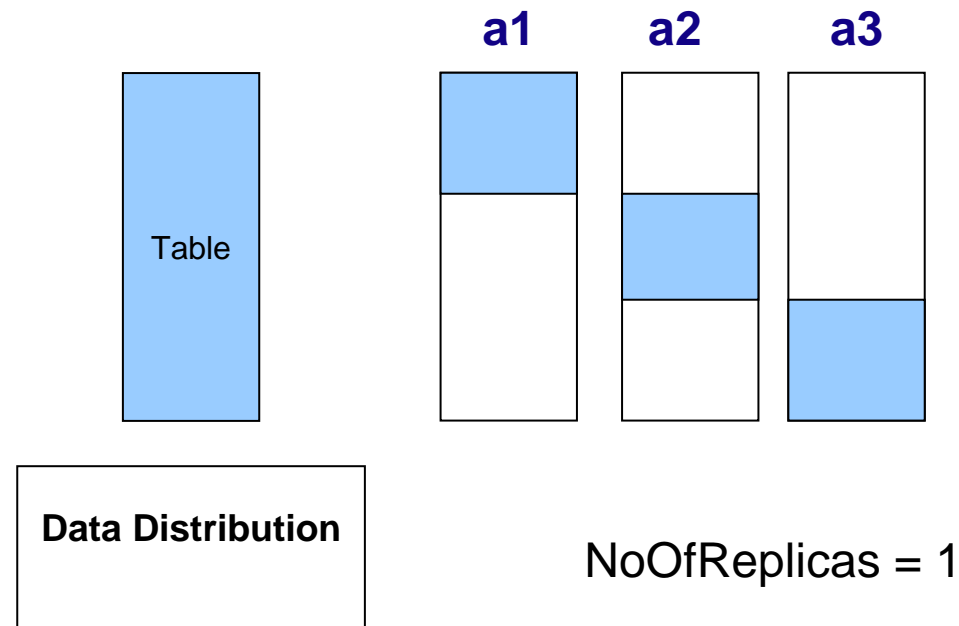 a1 a2 a3
Table
Data Distribution
NoOfReplicas = 1